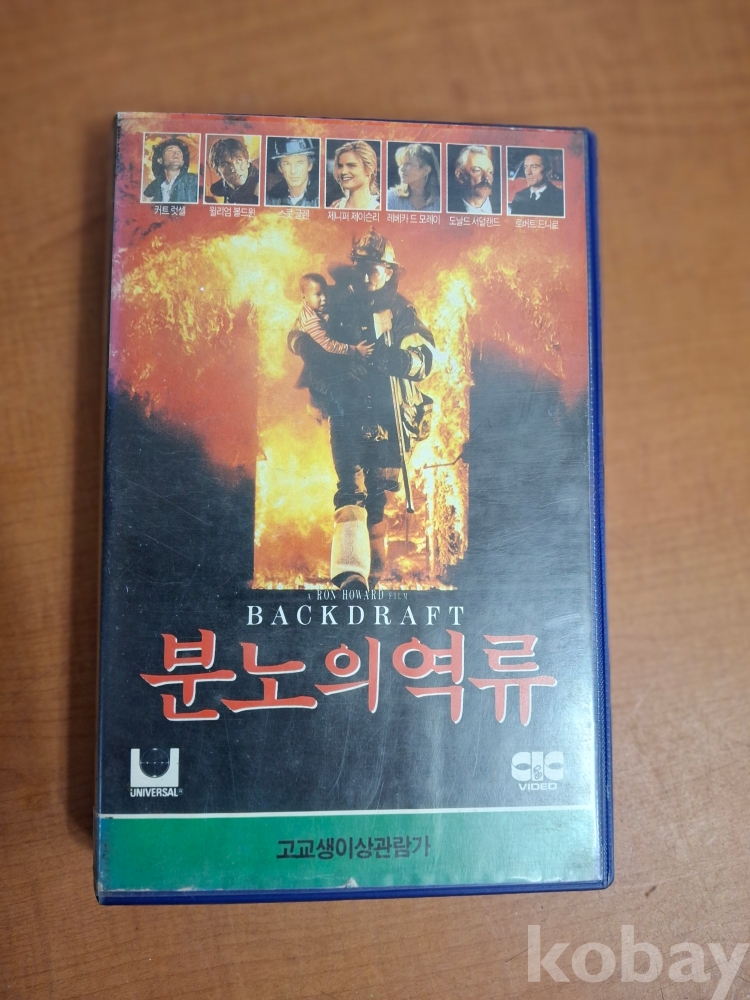 커트 럿셀 윌리엄 볼드윈 스코트 글렌 제니퍼 제이슨리 레베카 드 모레이 도날드 서덜랜드 로버트 드니로
A RON HOWARD FILM
BACKDRAFT
분노의역류
UNIVERSAL®
CIC
VIDEO
고교생이상관람가
kobay